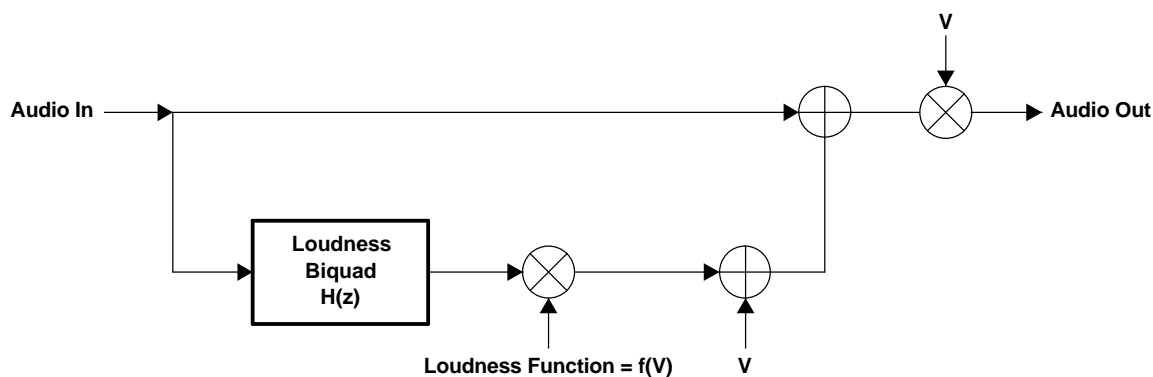 V
Audio In
Audio Out
Loudness
Biquad
H(z)
Loudness Function = f(V)
V